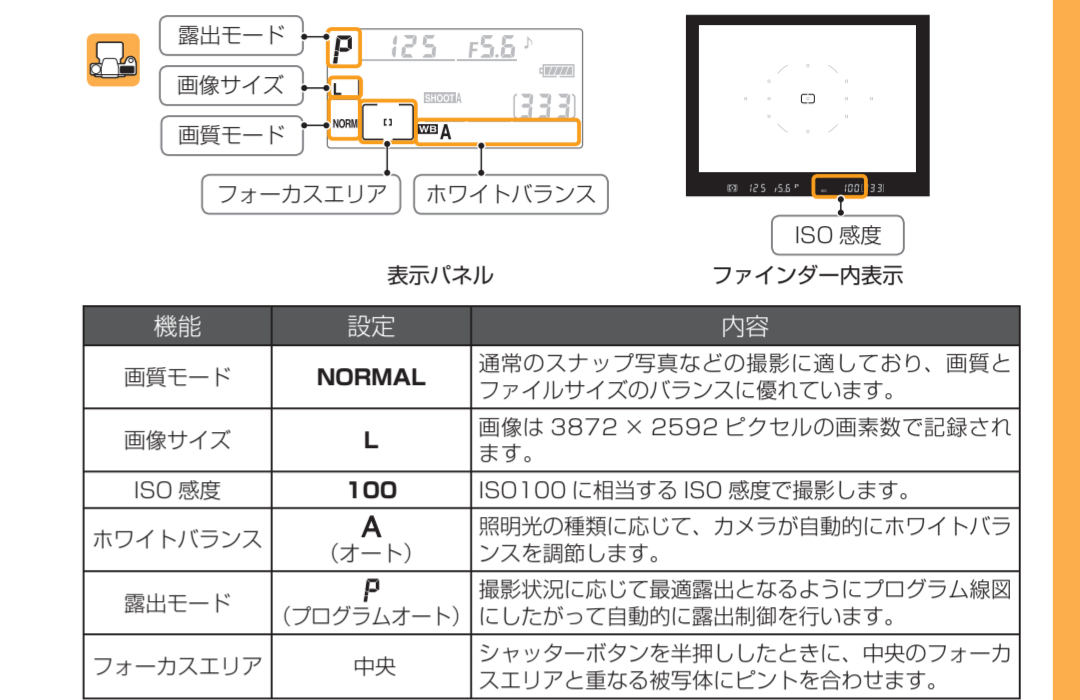 露出モード
画像サイズ
画質モード
P 125 F5.6
L
SHOOT A
[333]
NORM
WB A
フォーカスエリア
ホワイトバランス
125 F5.6 P
ISO 感度
表示パネル
ファインダー内表示
機能 設定 内容
画質モード NORMAL 通常のスナップ写真などの撮影に適しており、画質と
ファイルサイズのバランスに優れています。
画像サイズ L 画像は 3872 × 2592 ピクセルの画素数で記録され
ます。
ISO 感度 100 ISO100 に相当する ISO 感度で撮影します。
ホワイトバランス A
(オート)
照明光の種類に応じて、カメラが自動的にホワイトバラ
ンスを調節します。
露出モード P
(プログラムオート)
撮影状況に応じて最適露出となるようにプログラム線図
にしたがって自動的に露出制御を行います。
フォーカスエリア 中央 シャッターボタンを半押ししたときに、中央のフォーカ
スエリアと重なる被写体にピントを合わせます。